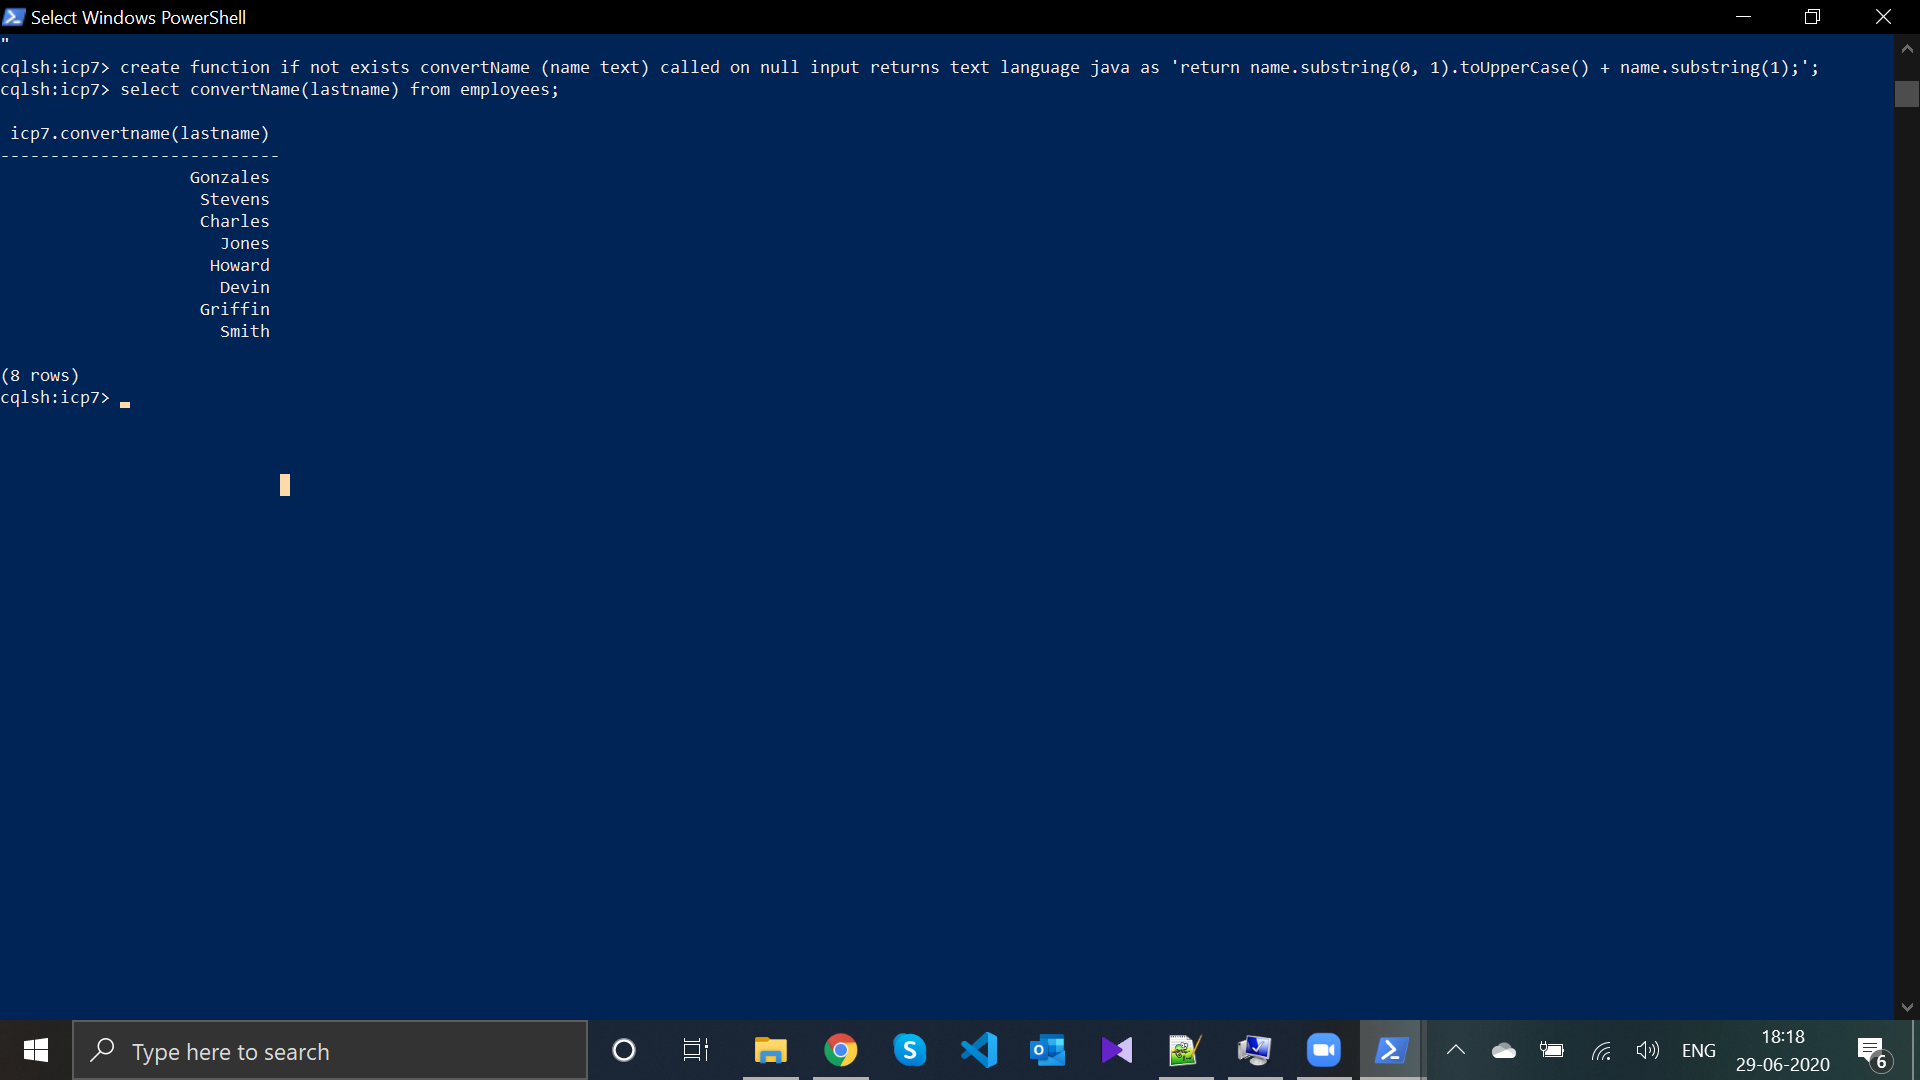 Select Windows PowerShell
"
cqlsh:icp7> create function if not exists convertName (name text) called on null input returns text language java as 'return name.substring(0, 1).toUpperCase() + name.substring(1);';
cqlsh:icp7> select convertName(lastname) from employees;
icp7.convertname(lastname)
----------------------------
Gonzales
Stevens
Charles
Jones
Howard
Devin
Griffin
Smith
(8 rows)
cqlsh:icp7>
Type here to search
ENG
18:18
29-06-2020
6